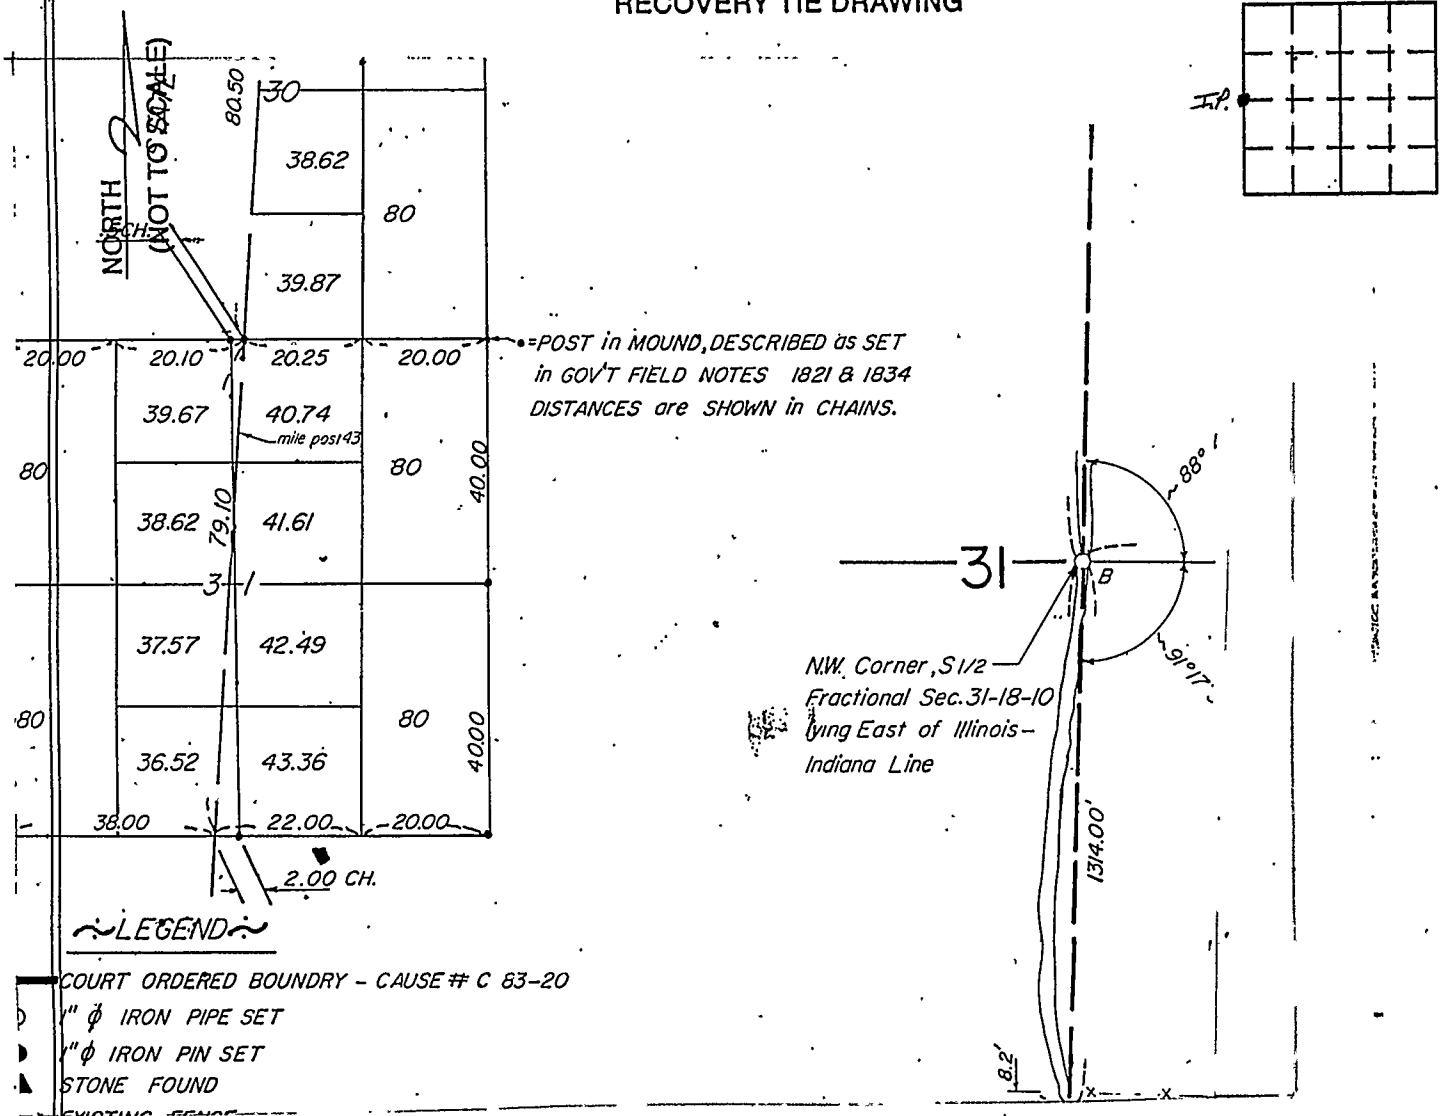 RECOVERY TIE DRAWING
I.P.
NORTH
(NOT TO SCALE)
80.50
30
38.62
80
39.87
20.00
20.10
20.25
20.00
•=POST in MOUND, DESCRIBED as SET
in GOV'T FIELD NOTES 1821 & 1834
DISTANCES are SHOWN in CHAINS.
39.67
40.74
mile post 43
80
80
40.00
38.62
79.10
41.61
31
37.57
42.49
80
80
40.00
36.52
43.36
38.00
22.00
20.00
2.00 CH.
~ 88°
31
B
~ 91°17'
N.W. Corner, S 1/2
Fractional Sec. 31-18-10
lying East of Illinois-
Indiana Line
1314.00'
8.2'
x
x
LEGEND
COURT ORDERED BOUNDRY - CAUSE # C 83-20
1" ϕ IRON PIPE SET
1" ϕ IRON PIN SET
STONE FOUND
EXISTING FENCE